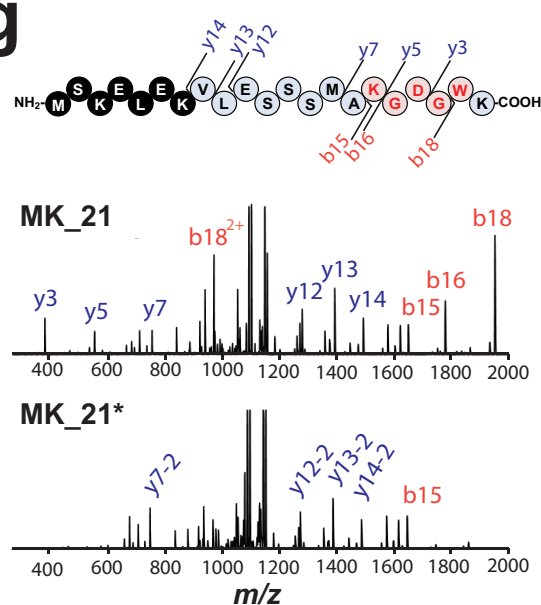 g
y14 y13 y12
y7 y5 y3
NH₂-M S K E L E K V L E S S S M A K G D G W K-COOH
b15 b16 b18
MK_21
b18²⁺ b18
y3 y5 y7 y12 y13 y14 b15 b16
400 600 800 1000 1200 1400 1600 1800 2000
MK_21*
y7-2 y12-2 y13-2 y14-2 b15
400 600 800 1000 1200 1400 1600 1800 2000
m/z